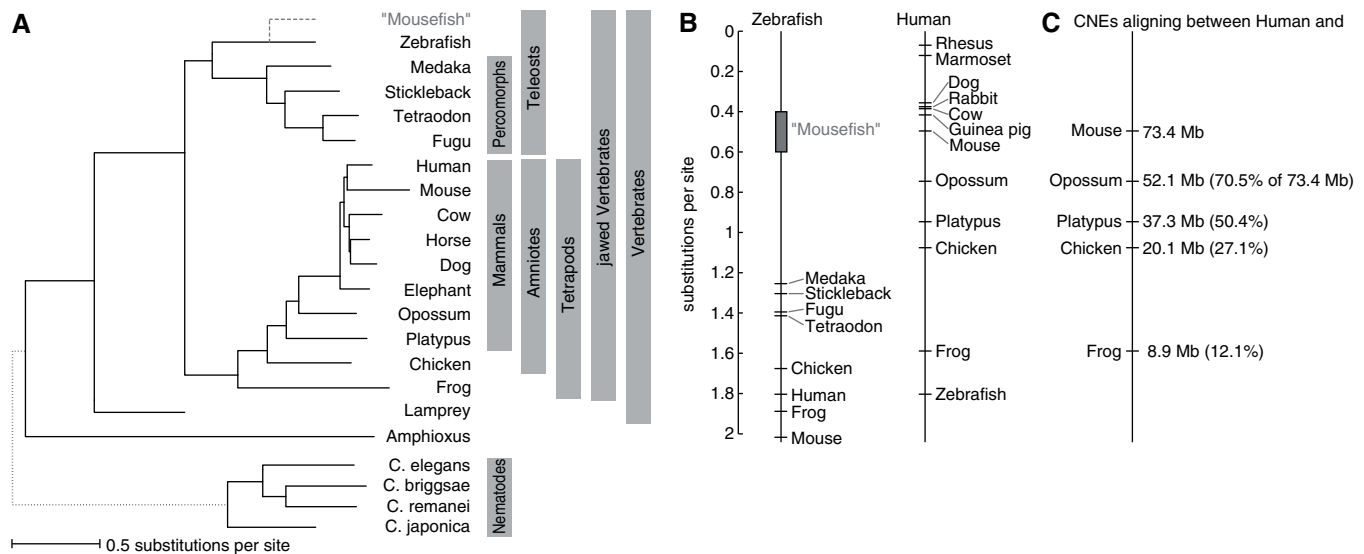 A
"Mousefish"
Zebrafish
Medaka
Stickleback
Tetraodon
Fugu
Human
Mouse
Cow
Horse
Dog
Elephant
Opossum
Platypus
Chicken
Frog
Lamprey
Amphioxus
C. elegans
C. briggsae
C. remanei
C. japonica
Percomorphs
Teleosts
Mammals
Amniotes
Tetrapods
jawed Vertebrates
Vertebrates
Nematodes
0.5 substitutions per site
B
Zebrafish
Human
substitutions per site
0
0.2
0.4
0.6
0.8
1
1.2
1.4
1.6
1.8
2
"Mousefish"
Medaka
Stickleback
Fugu
Tetraodon
Chicken
Human
Frog
Mouse
Rhesus
Marmoset
Dog
Rabbit
Cow
Guinea pig
Mouse
Opossum
Platypus
Chicken
Frog
Zebrafish
C
CNEs aligning between Human and
Mouse 73.4 Mb
Opossum 52.1 Mb (70.5% of 73.4 Mb)
Platypus 37.3 Mb (50.4%)
Chicken 20.1 Mb (27.1%)
Frog 8.9 Mb (12.1%)